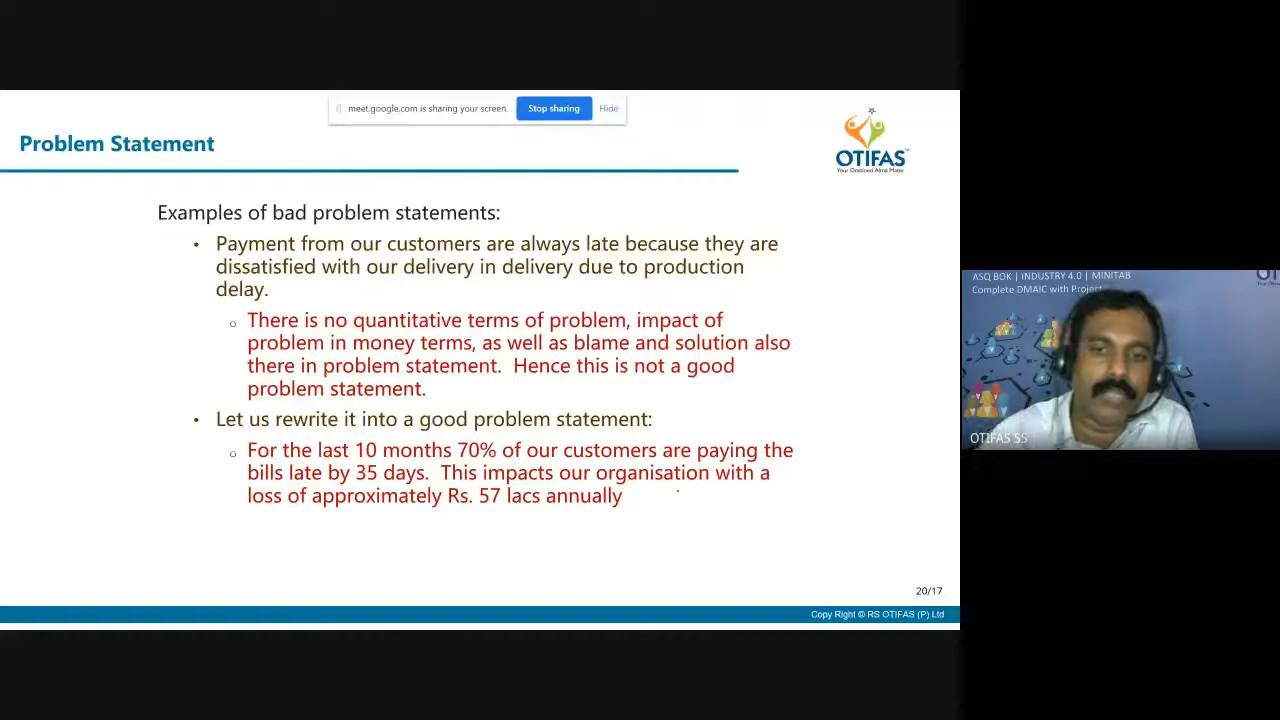 meet.google.com is sharing your screen. Stop sharing Hide
Problem Statement
OTIFAS
Your Destined Alma Mater
Examples of bad problem statements:
• Payment from our customers are always late because they are
dissatisfied with our delivery in delivery due to production
delay.
o There is no quantitative terms of problem, impact of
problem in money terms, as well as blame and solution also
there in problem statement. Hence this is not a good
problem statement.
• Let us rewrite it into a good problem statement:
o For the last 10 months 70% of our customers are paying the
bills late by 35 days. This impacts our organisation with a
loss of approximately Rs. 57 lacs annually
20/17
Copy Right © RS OTIFAS (P) Ltd
ASQ BOK | INDUSTRY 4.0 | MINITAB
Complete DMAIC with Project
OTIFAS SS